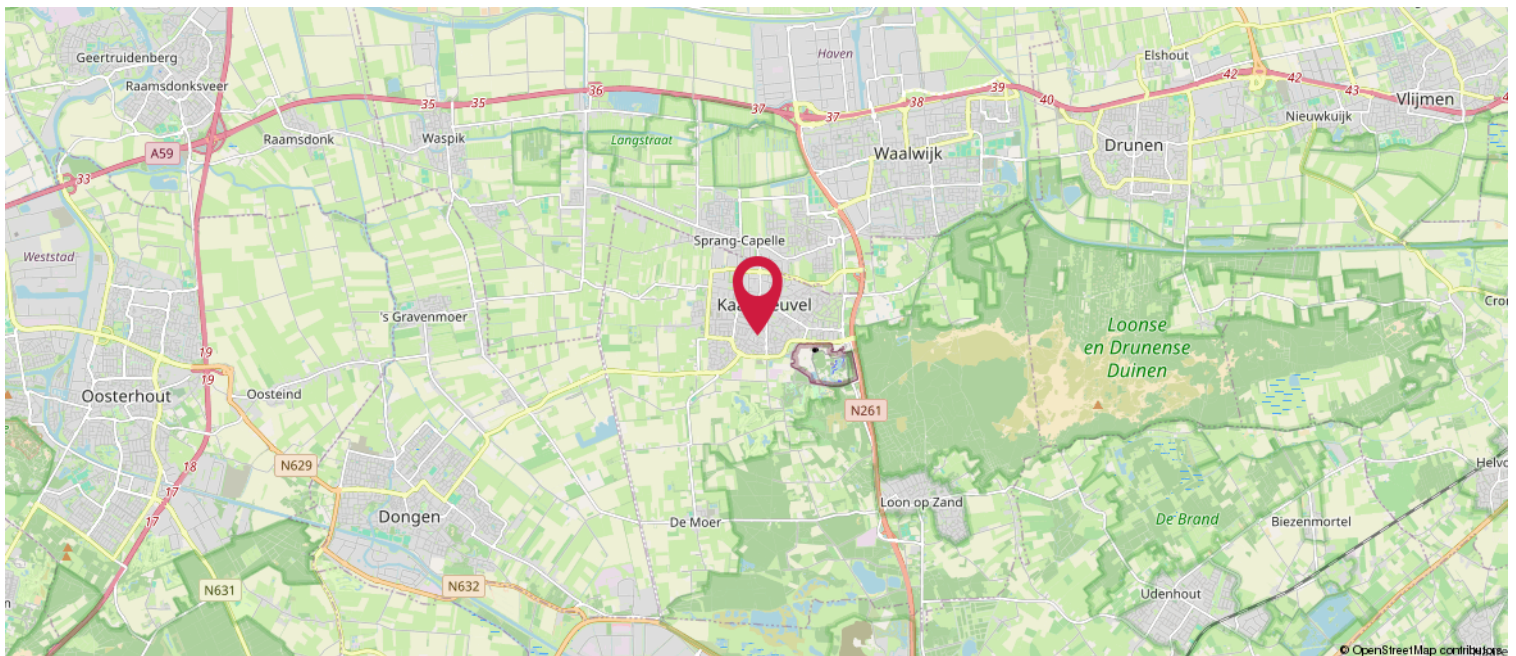 Geertruidenberg
Raamsdonksveer
Haven
Elshout
42
42
43
Vlijmen
Nieuwkuijk
35
35
36
37
37
38
39
40
A59
33
Raamsdonk
Waspik
Langstraat
Waalwijk
Drunen
Weststad
Sprang-Capelle
's Gravenmoer
Loonse
en Drunense
Duinen
19
19
Oosterhout
Oosteind
N261
N629
18
17
17
Dongen
De Moer
Loon op Zand
De Brand
Biezenmortel
N631
N632
Udenhout
© OpenStreetMap contributors